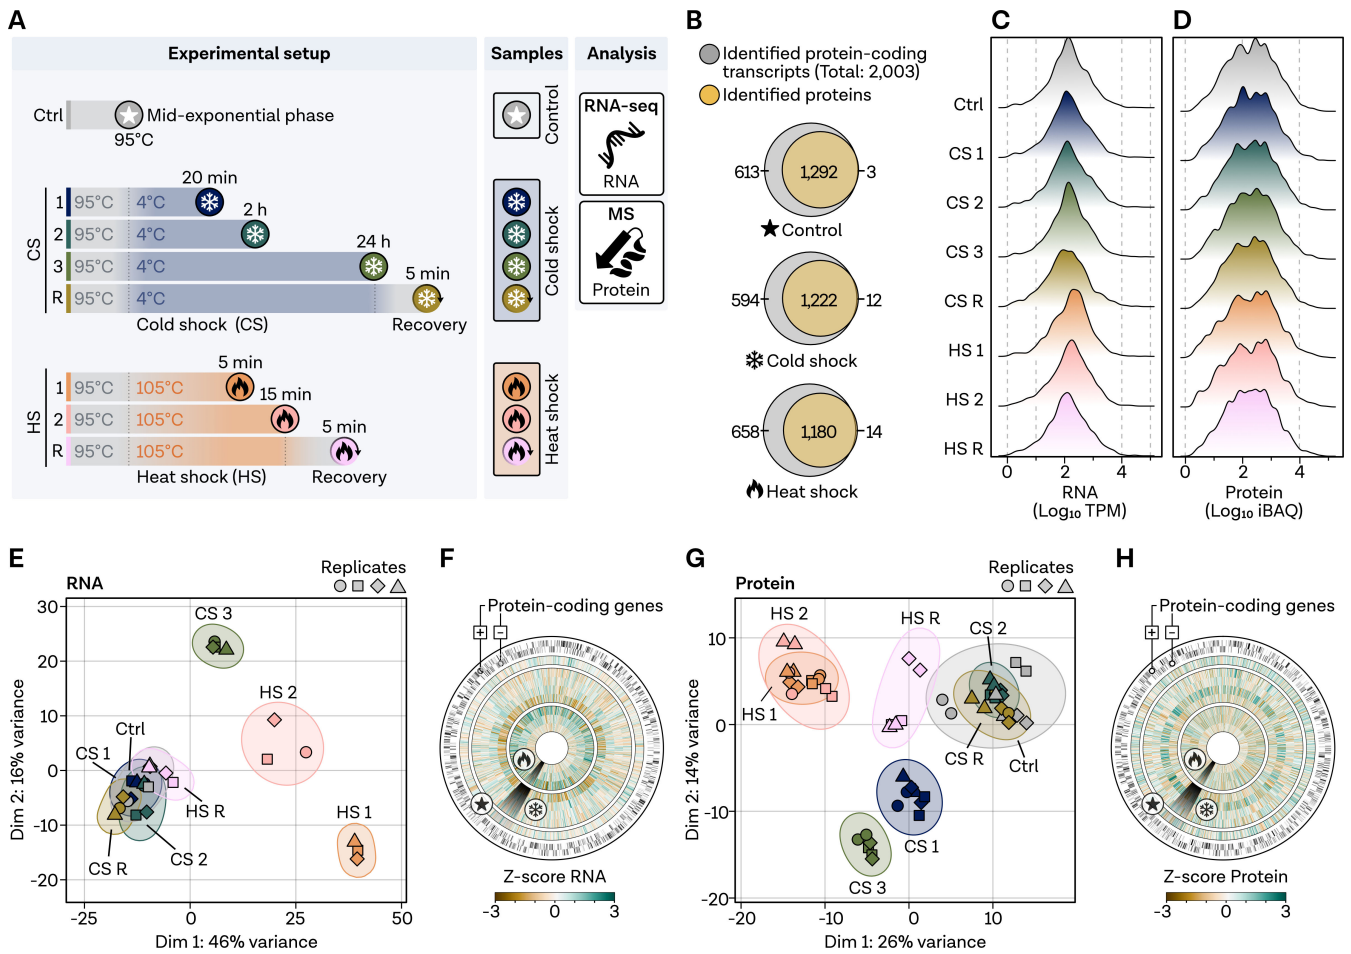 A
Experimental setup
Samples
Analysis
Ctrl
Mid-exponential phase
95°C
Control
RNA-seq
RNA
MS
Protein
CS
20 min
1
95°C
4°C
2 h
2
95°C
4°C
24 h
3
95°C
4°C
5 min
R
95°C
4°C
Cold shock (CS)
Recovery
Cold shock
HS
5 min
1
95°C
105°C
15 min
2
95°C
105°C
5 min
R
95°C
105°C
Heat shock (HS)
Recovery
Heat shock
B
Identified protein-coding
transcripts (Total: 2,003)
Identified proteins
613
1,292
3
Control
594
1,222
12
Cold shock
658
1,180
14
Heat shock
C
Ctrl
CS 1
CS 2
CS 3
CS R
HS 1
HS 2
HS R
0
2
4
RNA
(Log₁₀ TPM)
D
0
2
4
Protein
(Log₁₀ iBAQ)
E
RNA
Replicates
30
20
10
0
-10
-20
Dim 2: 16% variance
CS 3
HS 2
Ctrl
CS 1
HS R
HS 1
CS 2
CS R
-25
0
25
50
Dim 1: 46% variance
F
Protein-coding genes
+
−
Z-score RNA
-3
0
3
G
Protein
Replicates
10
0
-10
-20
Dim 2: 14% variance
HS 2
HS R
CS 2
HS 1
CS R
Ctrl
CS 1
CS 3
-20
-10
0
10
Dim 1: 26% variance
H
Protein-coding genes
+
−
Z-score Protein
-3
0
3